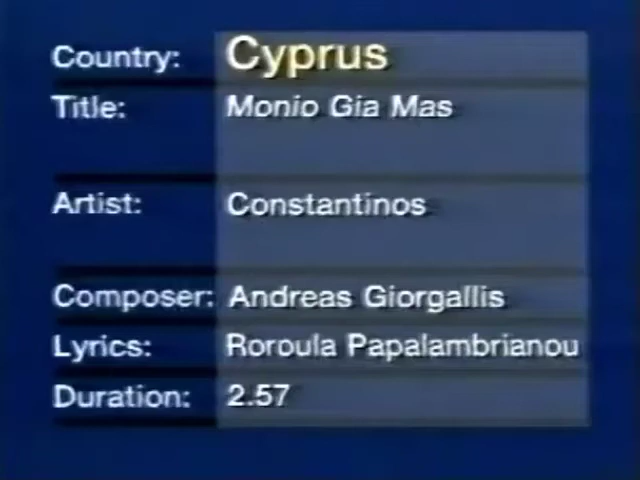 Country: Cyprus
Title: Monio Gia Mas
Artist: Constantinos
Composer: Andreas Giorgallis
Lyrics: Roroula Papalambrianou
Duration: 2.57